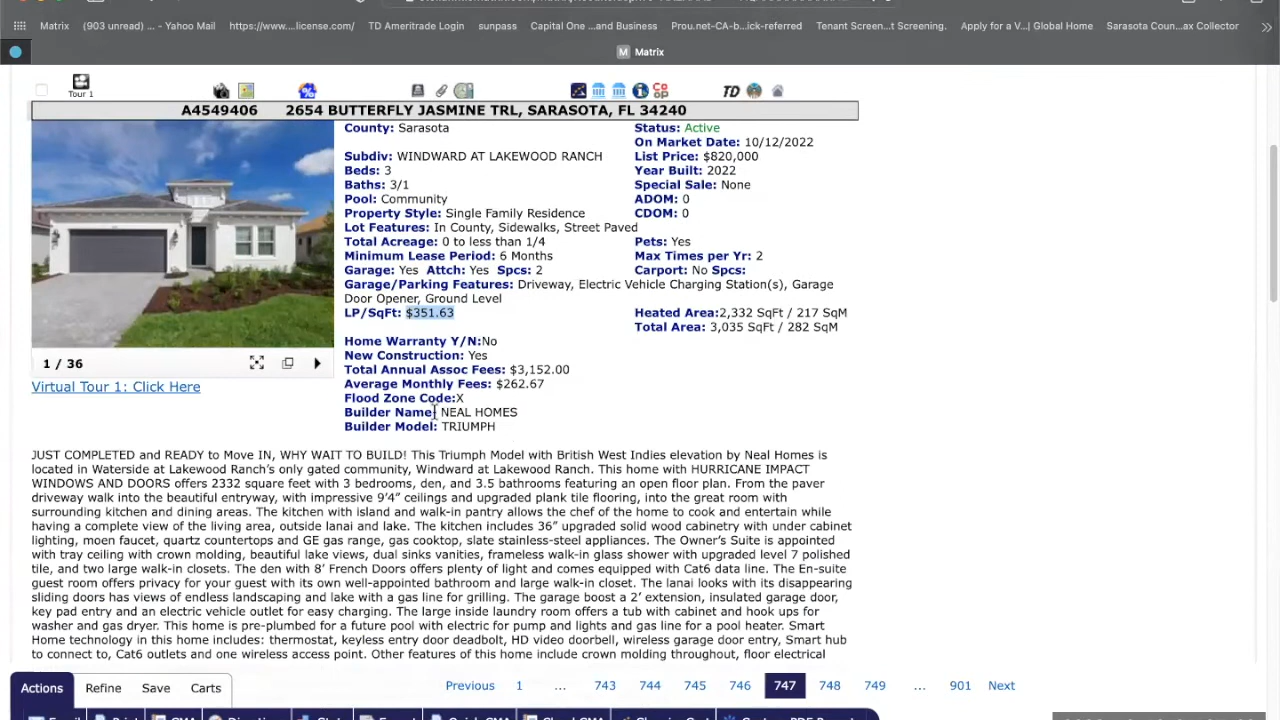 Matrix (903 unread) ... - Yahoo Mail https://www....license.com/ TD Ameritrade Login sunpass Capital One ...and Business Prou.net-CA-b...ick-referred Tenant Screen...t Screening. Apply for a V...| Global Home Sarasota Coun...ax Collector
M Matrix
Tour 1
TD
A4549406 2654 BUTTERFLY JASMINE TRL, SARASOTA, FL 34240
County: Sarasota Status: Active
On Market Date: 10/12/2022
Subdiv: WINDWARD AT LAKEWOOD RANCH List Price: $820,000
Beds: 3 Year Built: 2022
Baths: 3/1 Special Sale: None
Pool: Community ADOM: 0
Property Style: Single Family Residence CDOM: 0
Lot Features: In County, Sidewalks, Street Paved
Total Acreage: 0 to less than 1/4 Pets: Yes
Minimum Lease Period: 6 Months Max Times per Yr: 2
Garage: Yes Attch: Yes Spcs: 2 Carport: No Spcs:
Garage/Parking Features: Driveway, Electric Vehicle Charging Station(s), Garage
Door Opener, Ground Level
LP/SqFt: $351.63 Heated Area:2,332 SqFt / 217 SqM
Total Area: 3,035 SqFt / 282 SqM
Home Warranty Y/N:No
New Construction: Yes
Total Annual Assoc Fees: $3,152.00
Average Monthly Fees: $262.67
Flood Zone Code:X
Builder Name: NEAL HOMES
Builder Model: TRIUMPH
1 / 36
Virtual Tour 1: Click Here
JUST COMPLETED and READY to Move IN, WHY WAIT TO BUILD! This Triumph Model with British West Indies elevation by Neal Homes is
located in Waterside at Lakewood Ranch's only gated community, Windward at Lakewood Ranch. This home with HURRICANE IMPACT
WINDOWS AND DOORS offers 2332 square feet with 3 bedrooms, den, and 3.5 bathrooms featuring an open floor plan. From the paver
driveway walk into the beautiful entryway, with impressive 9'4" ceilings and upgraded plank tile flooring, into the great room with
surrounding kitchen and dining areas. The kitchen with island and walk-in pantry allows the chef of the home to cook and entertain while
having a complete view of the living area, outside lanai and lake. The kitchen includes 36" upgraded solid wood cabinetry with under cabinet
lighting, moen faucet, quartz countertops and GE gas range, gas cooktop, slate stainless-steel appliances. The Owner's Suite is appointed
with tray ceiling with crown molding, beautiful lake views, dual sinks vanities, frameless walk-in glass shower with upgraded level 7 polished
tile, and two large walk-in closets. The den with 8' French Doors offers plenty of light and comes equipped with Cat6 data line. The En-suite
guest room offers privacy for your guest with its own well-appointed bathroom and large walk-in closet. The lanai looks with its disappearing
sliding doors has views of endless landscaping and lake with a gas line for grilling. The garage boost a 2' extension, insulated garage door,
key pad entry and an electric vehicle outlet for easy charging. The large inside laundry room offers a tub with cabinet and hook ups for
washer and gas dryer. This home is pre-plumbed for a future pool with electric for pump and lights and gas line for a pool heater. Smart
Home technology in this home includes: thermostat, keyless entry door deadbolt, HD video doorbell, wireless garage door entry, Smart hub
to connect to, Cat6 outlets and one wireless access point. Other features of this home include crown molding throughout, floor electrical
Actions Refine Save Carts Previous 1 ... 743 744 745 746 747 748 749 ... 901 Next